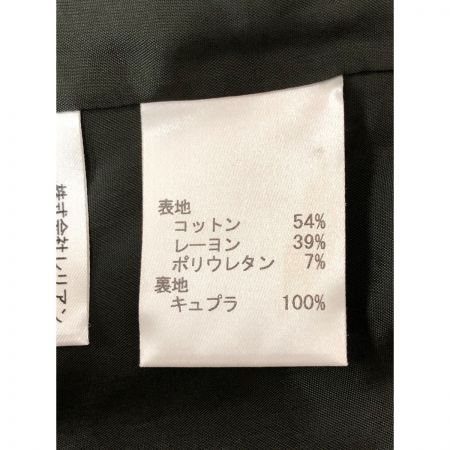 表地
コットン 54%
レーヨン 39%
ポリウレタン 7%
裏地
キュプラ 100%
株式会社レリアン